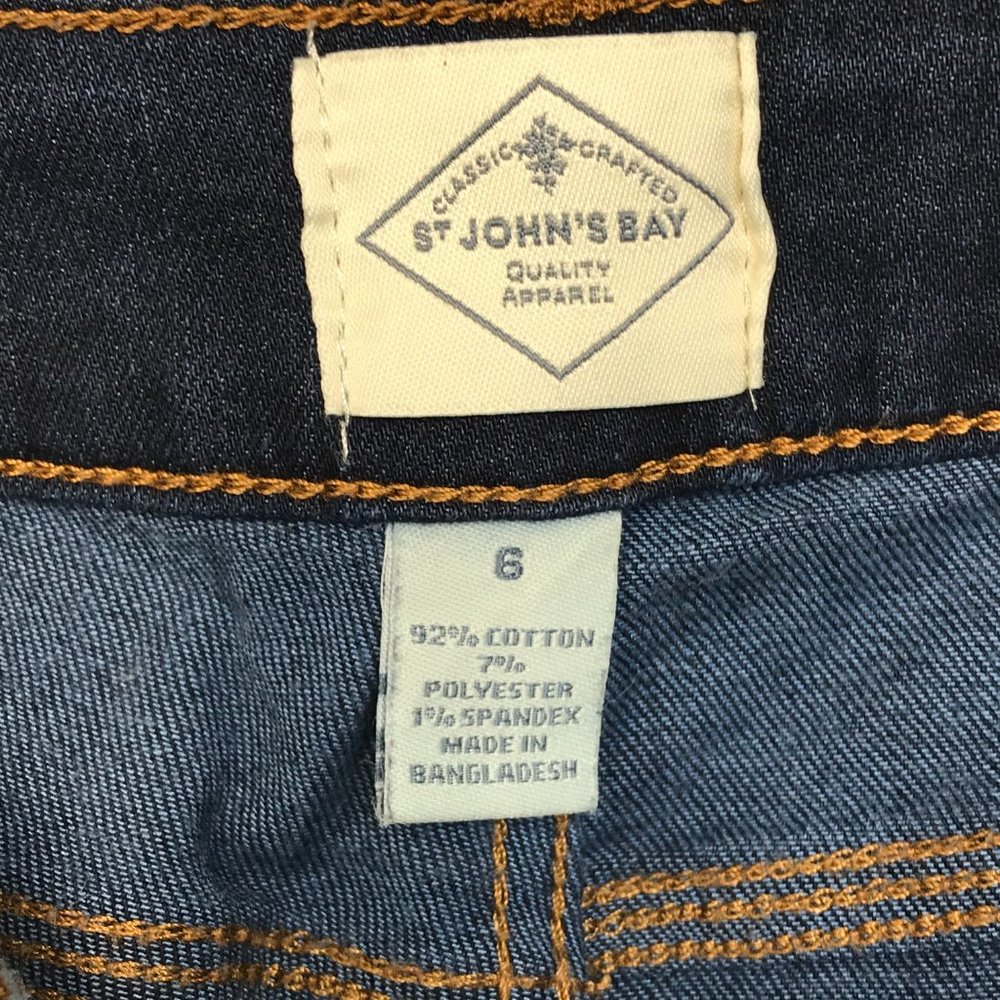 CLASSIC CRAFTED
ST JOHN'S BAY
QUALITY
APPAREL
6
92% COTTON
7%
POLYESTER
1% SPANDEX
MADE IN
BANGLADESH